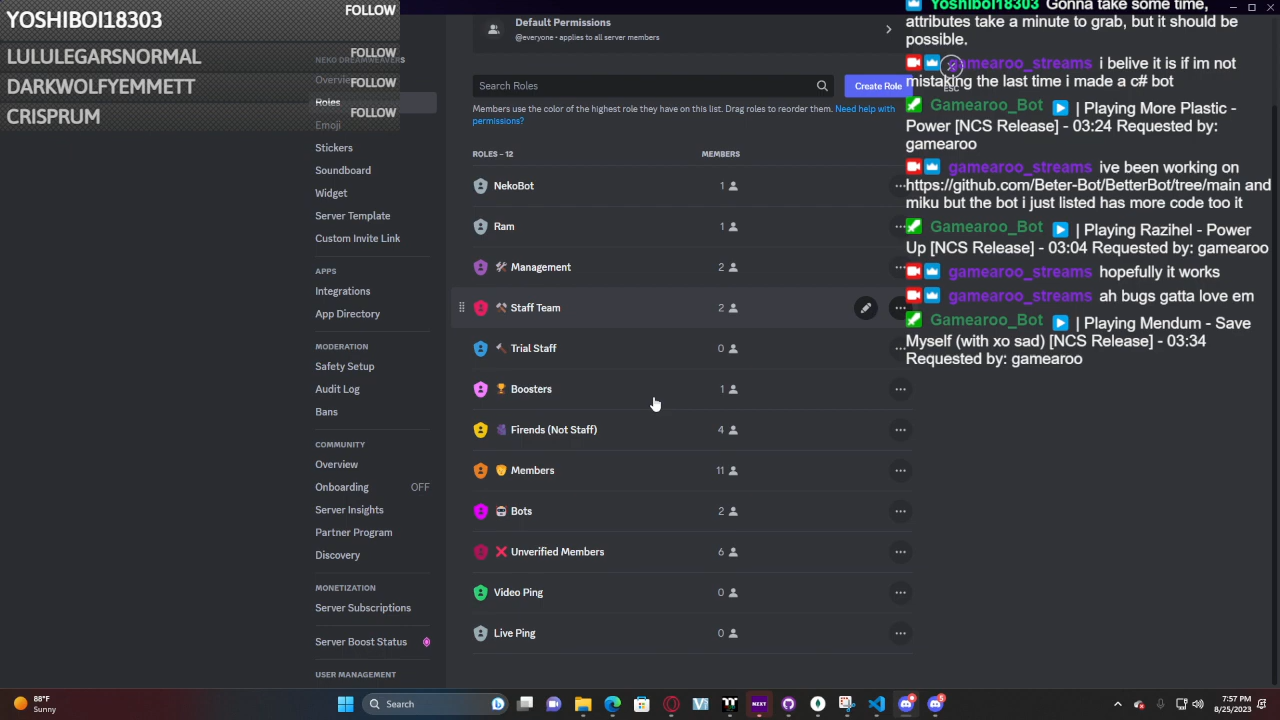 YOSHIBOI18303 FOLLOW
LULULEGARSNORMAL FOLLOW
DARKWOLFYEMMETT FOLLOW
CRISPRUM FOLLOW
NEKO DREAMWEAVERS
Overview
Roles
Emoji
Stickers
Soundboard
Widget
Server Template
Custom Invite Link
APPS
Integrations
App Directory
MODERATION
Safety Setup
Audit Log
Bans
COMMUNITY
Overview
Onboarding OFF
Server Insights
Partner Program
Discovery
MONETIZATION
Server Subscriptions
Server Boost Status
USER MANAGEMENT
Default Permissions
@everyone - applies to all server members
Search Roles
Create Role
Members use the color of the highest role they have on this list. Drag roles to reorder them. Need help with
permissions?
ROLES - 12 MEMBERS
NekoBot 1
Ram 1
Management 2
Staff Team 2
Trial Staff 0
Boosters 1
Firends (Not Staff) 4
Members 11
Bots 2
Unverified Members 6
Video Ping 0
Live Ping 0
ESC
Yoshiboi18303 Gonna take some time,
attributes take a minute to grab, but it should be
possible.
gamearoo_streams i belive it is if im not
mistaking the last time i made a c# bot
Gamearoo_Bot | Playing More Plastic -
Power [NCS Release] - 03:24 Requested by:
gamearoo
gamearoo_streams ive been working on
https://github.com/Beter-Bot/BetterBot/tree/main and
miku but the bot i just listed has more code too it
Gamearoo_Bot | Playing Razihel - Power
Up [NCS Release] - 03:04 Requested by: gamearoo
gamearoo_streams hopefully it works
gamearoo_streams ah bugs gatta love em
Gamearoo_Bot | Playing Mendum - Save
Myself (with xo sad) [NCS Release] - 03:34
Requested by: gamearoo
88°F
Sunny
Search
NEXT
5
7:57 PM
8/25/2023